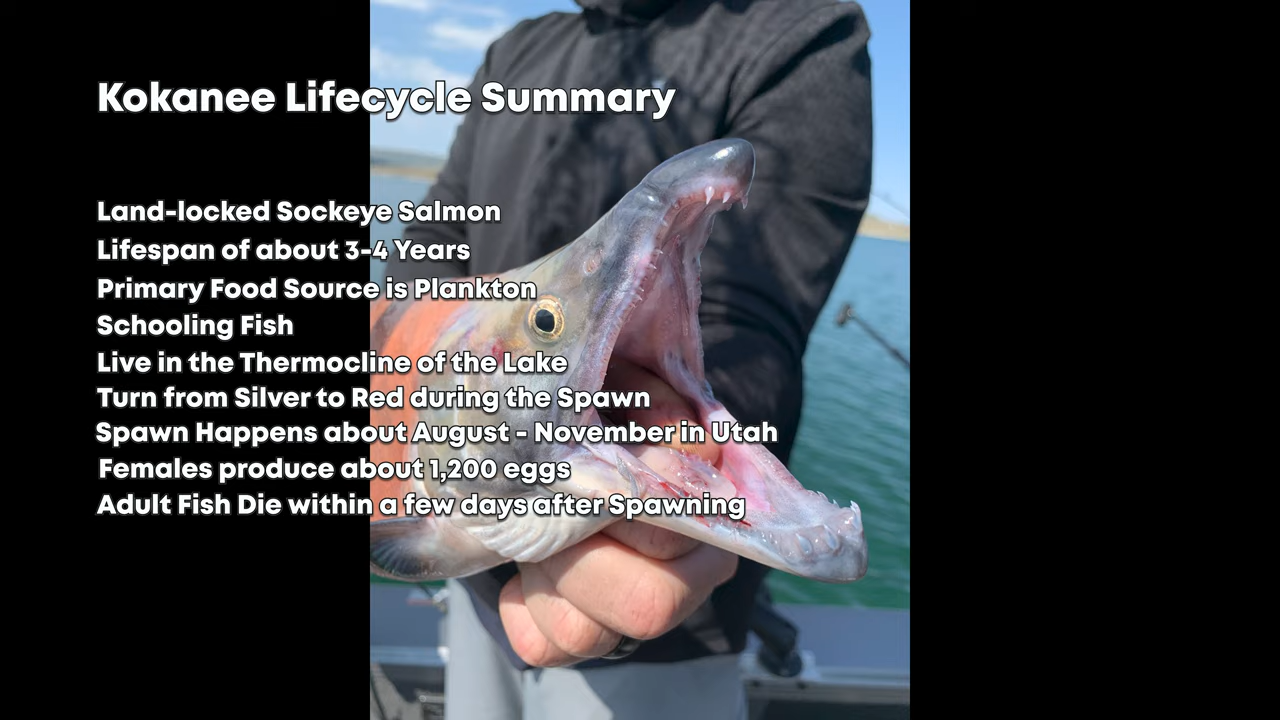 Kokanee Lifecycle Summary
Land-locked Sockeye Salmon
Lifespan of about 3-4 Years
Primary Food Source is Plankton
Schooling Fish
Live in the Thermocline of the Lake
Turn from Silver to Red during the Spawn
Spawn Happens about August - November in Utah
Females produce about 1,200 eggs
Adult Fish Die within a few days after Spawning